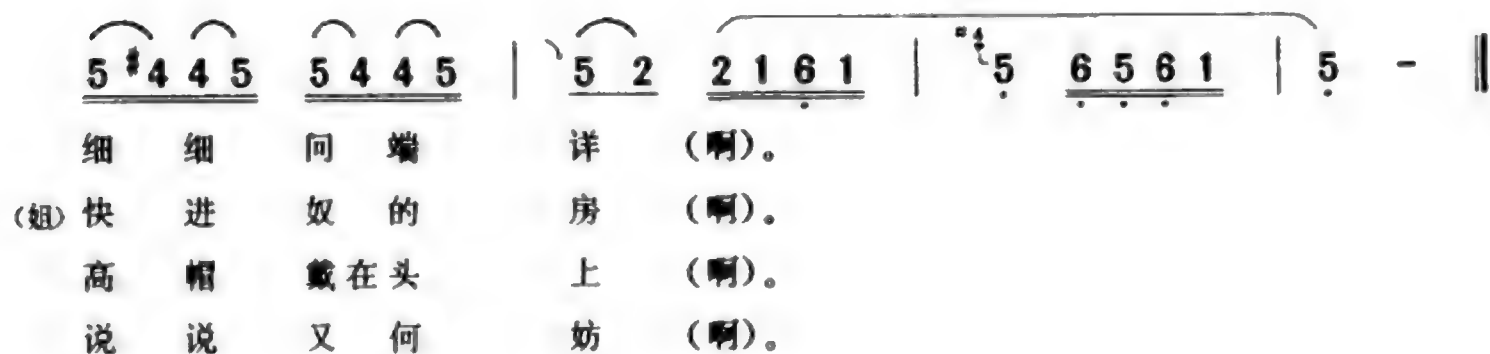 5 #4 4 5 5 4 4 5 | 5 2 2 1 6 1 | #4 5 6 5 6 1 | 5 - ‖
细 细 问 端 详 (啊)。
(姐) 快 进 奴 的 房 (啊)。
高 帽 戴 在 头 上 (啊)。
说 说 又 何 妨 (啊)。